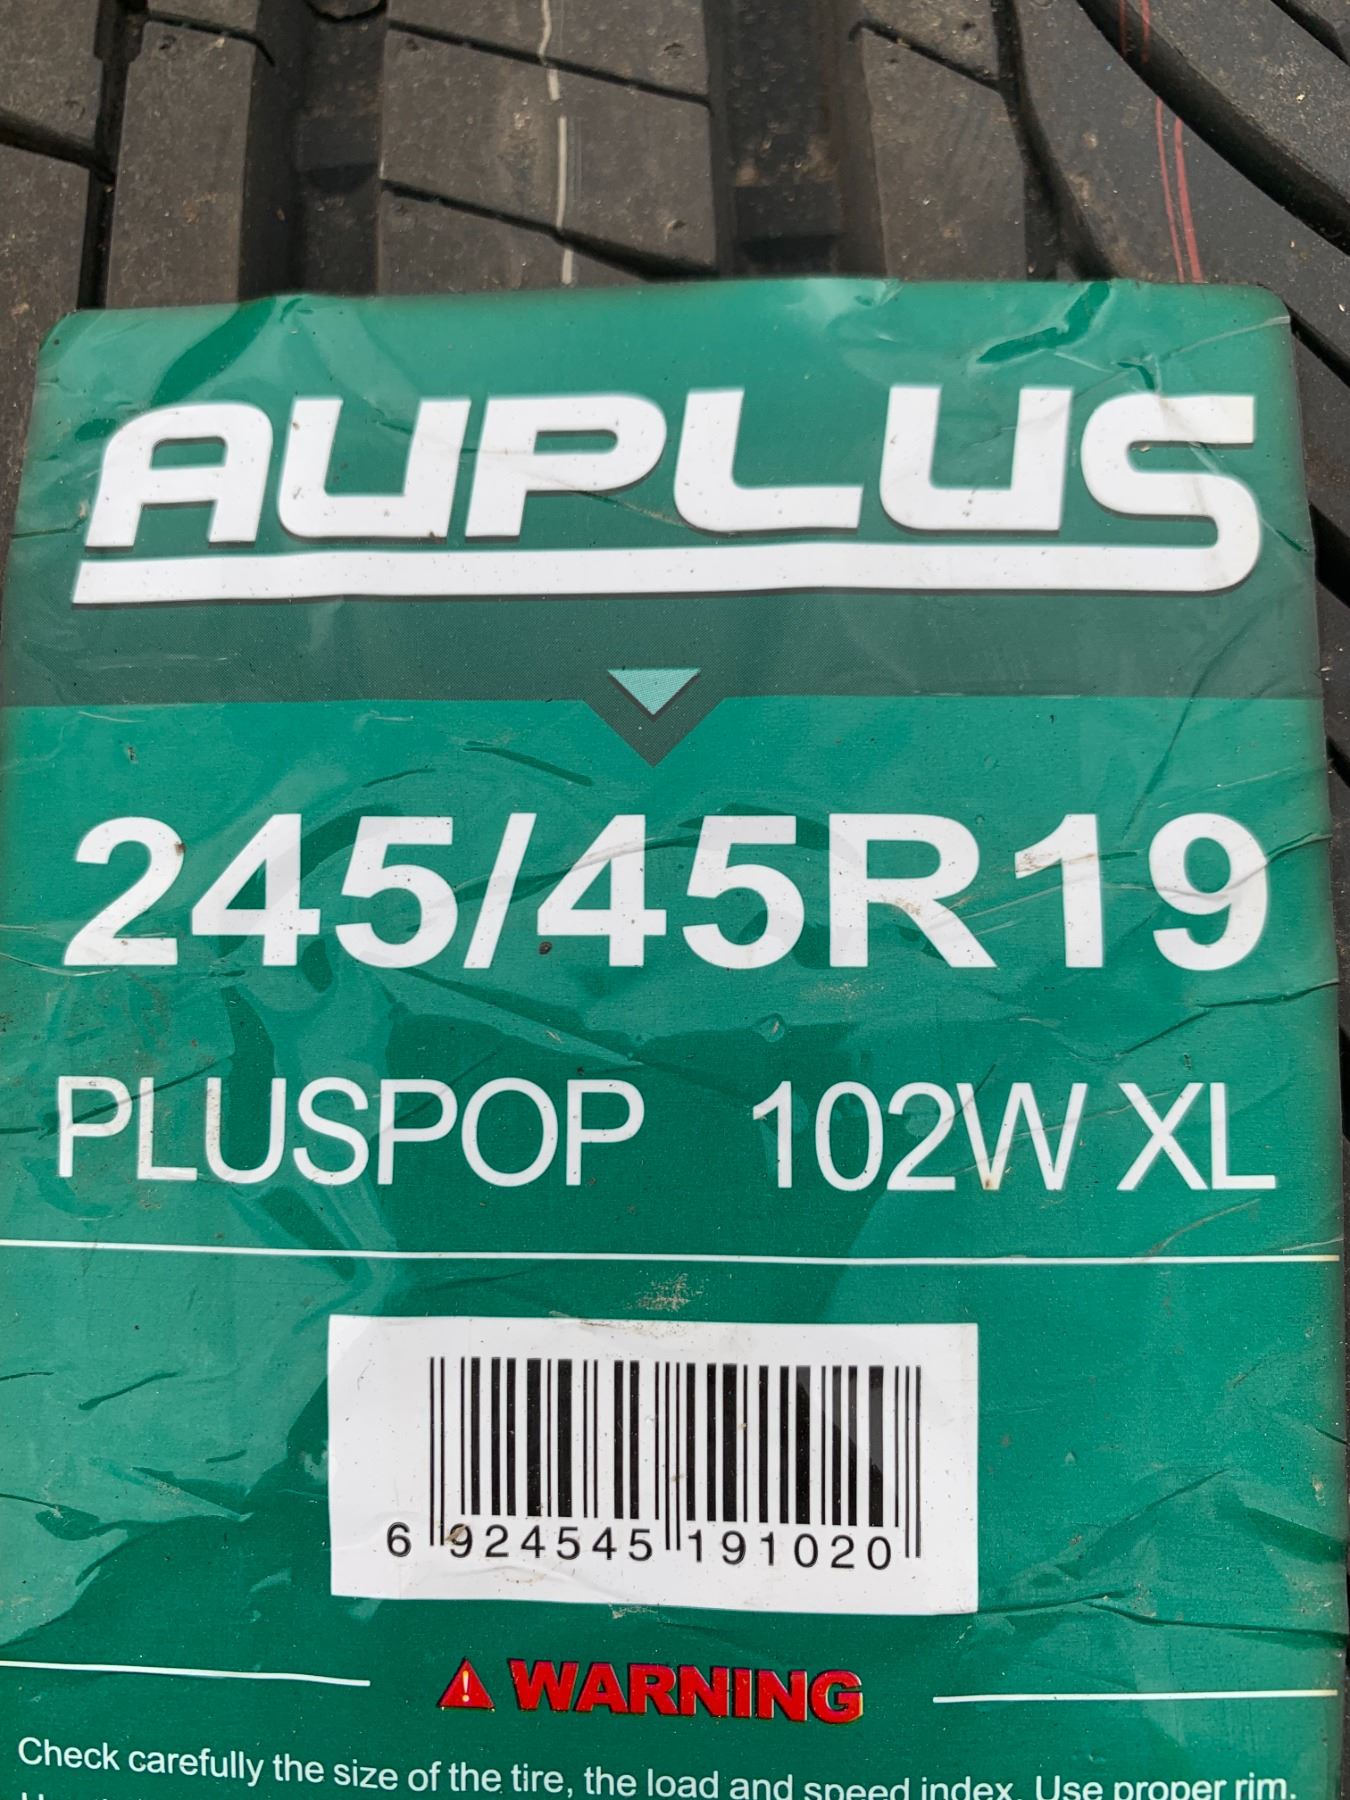 AUPLUS
245/45R19
PLUSPOP 102W XL
6 924545 191020
WARNING
Check carefully the size of the tire, the load and speed index. Use proper rim.